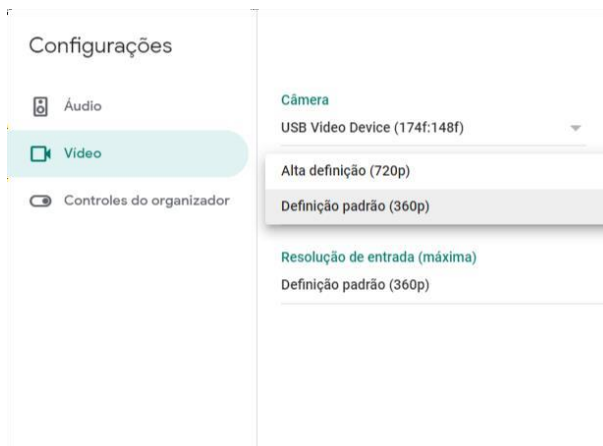 Configurações
Áudio
Vídeo
Controles do organizador
Câmera
USB Video Device (174f:148f)
Alta definição (720p)
Definição padrão (360p)
Resolução de entrada (máxima)
Definição padrão (360p)